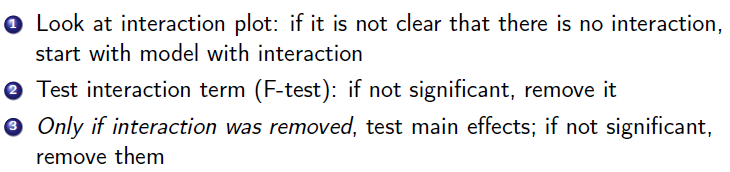 1 Look at interaction plot: if it is not clear that there is no interaction,
start with model with interaction
2 Test interaction term (F-test): if not significant, remove it
3 Only if interaction was removed, test main effects; if not significant,
remove them